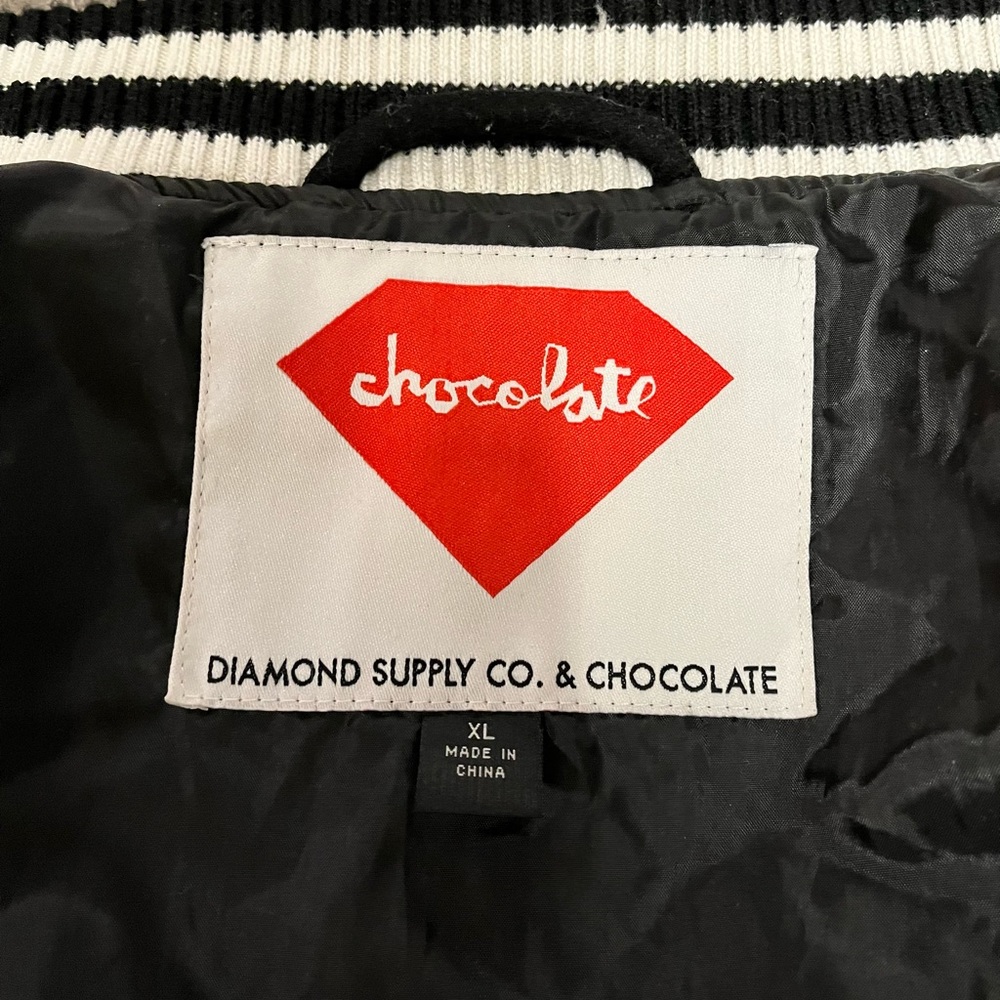 chocolate
DIAMOND SUPPLY CO. & CHOCOLATE
XL
MADE IN
CHINA